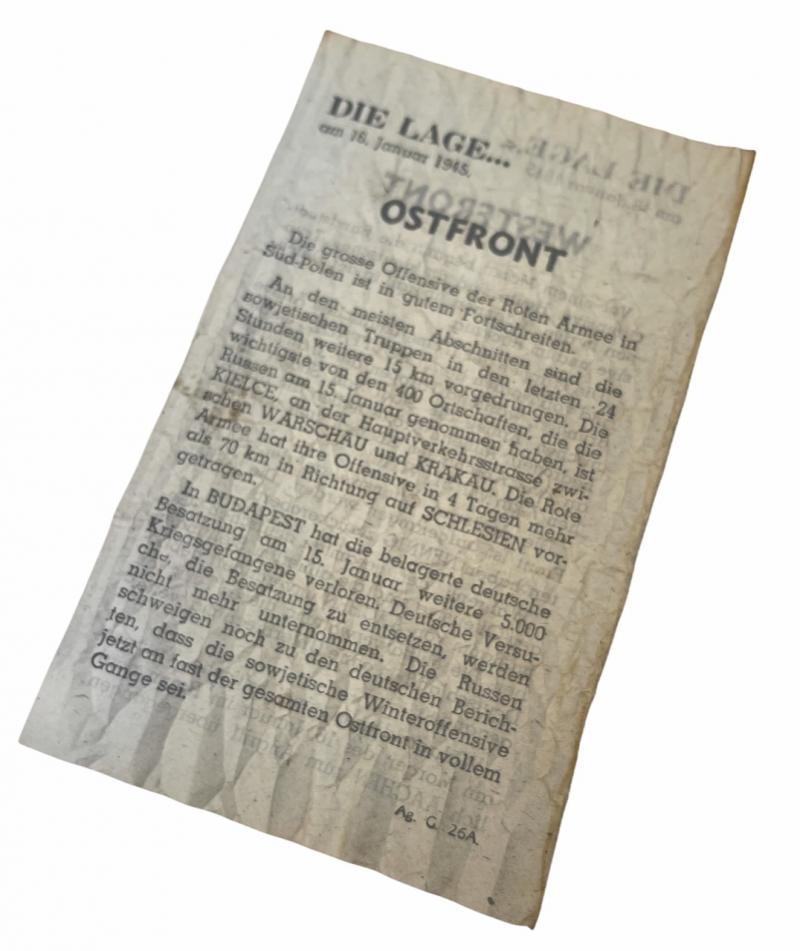 DIE LAGE...
am 16. Januar 1945.
OSTFRONT
Die grosse Offensive der Roten Armee in
Süd-Polen ist in gutem Fortschreiten.
An den meisten Abschnitten sind die
sowjetischen Truppen in den letzten 24
Stunden weitere 15 km vorgedrungen. Die
wichtigste von den 400 Ortschaften, die die
Russen am 15. Januar genommen haben, ist
KIELCE, an der Hauptverkehrsstrasse zwi-
schen WARSCHAU und KRAKAU. Die Rote
Armee hat ihre Offensive in 4 Tagen mehr
als 70 km in Richtung auf SCHLESIEN vor-
getragen.
In BUDAPEST hat die belagerte deutsche
Besatzung am 15. Januar weitere 5.000
Kriegsgefangene verloren. Deutsche Versu-
che, die Besatzung zu entsetzen, werden
nicht mehr unternommen. Die Russen
schweigen noch zu den deutschen Berich-
ten, dass die sowjetische Winteroffensive
jetzt an fast der gesamten Ostfront in vollem
Gange sei.
Ag. G. 26A